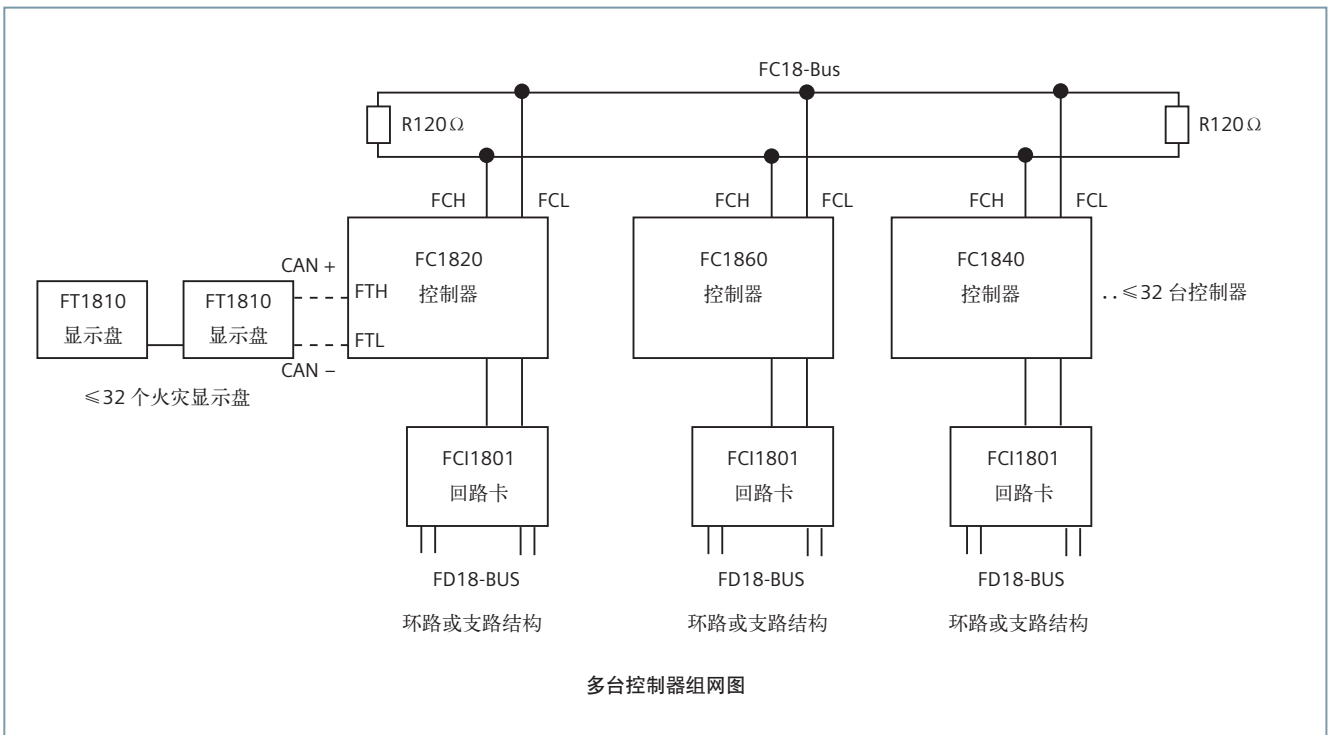 FC18-Bus
R120Ω
R120Ω
FCH
FCL
FCH
FCL
FCH
FCL
FC1820
控制器
FC1860
控制器
FC1840
控制器
..≤32 台控制器
CAN +
FTH
FTL
CAN −
FT1810
显示盘
FT1810
显示盘
≤32 个火灾显示盘
FCI1801
回路卡
FCI1801
回路卡
FCI1801
回路卡
FD18-BUS
FD18-BUS
FD18-BUS
环路或支路结构
环路或支路结构
环路或支路结构
多台控制器组网图